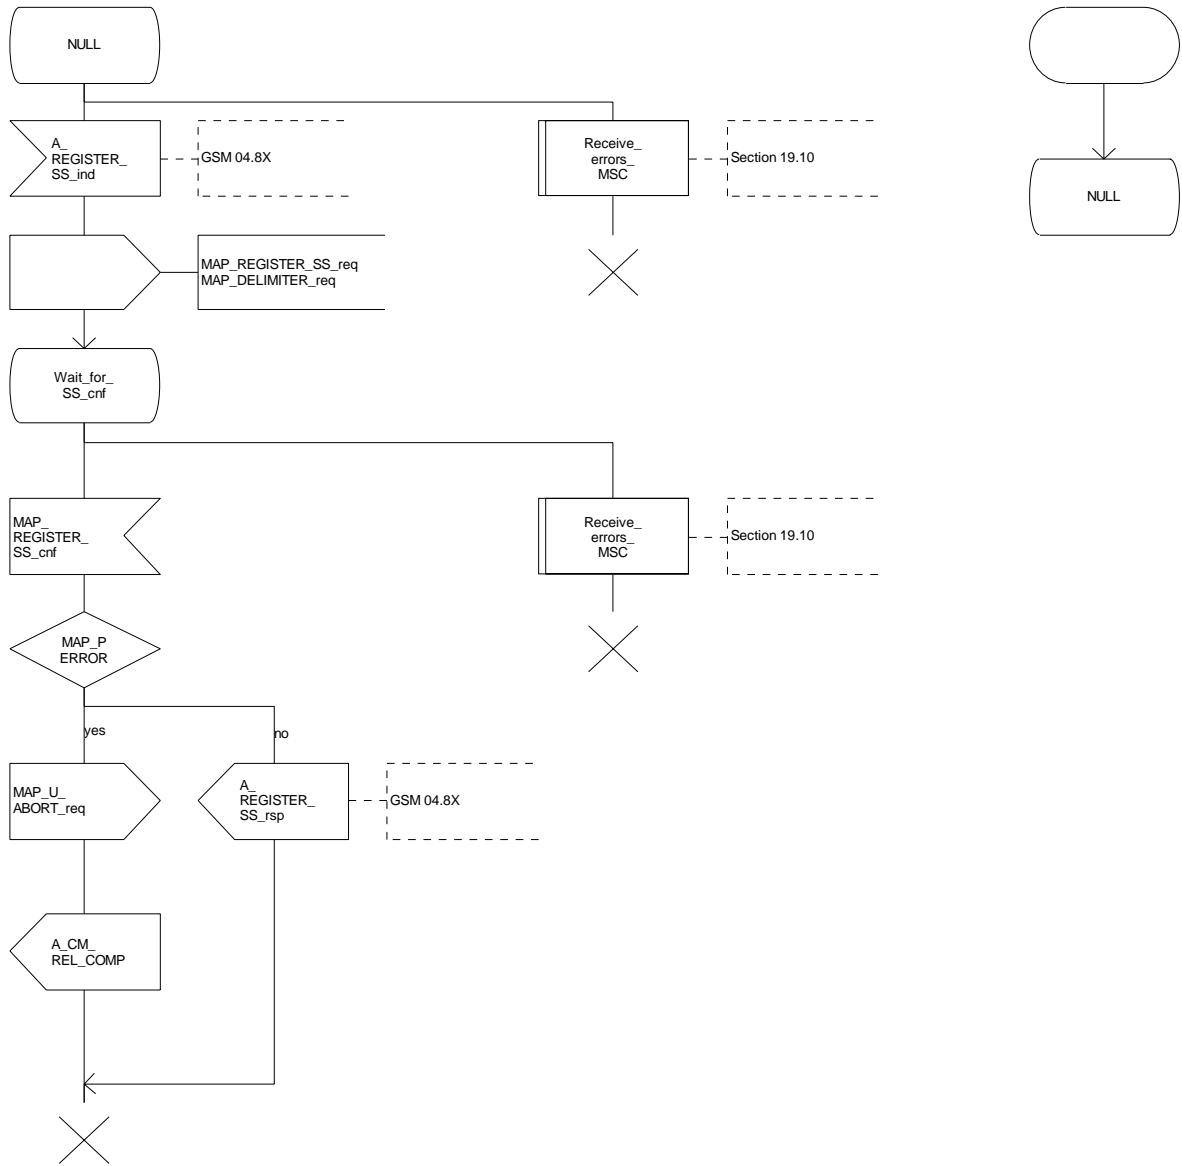 NULL
A_
REGISTER_
SS_ind
GSM 04.8X
Receive_
errors_
MSC
Section 19.10
NULL
MAP_REGISTER_SS_req
MAP_DELIMITER_req
Wait_for_
SS_cnf
MAP_
REGISTER_
SS_cnf
Receive_
errors_
MSC
Section 19.10
MAP_P
ERROR
yes
no
MAP_U_
ABORT_req
A_
REGISTER_
SS_rsp
GSM 04.8X
A_CM_
REL_COMP